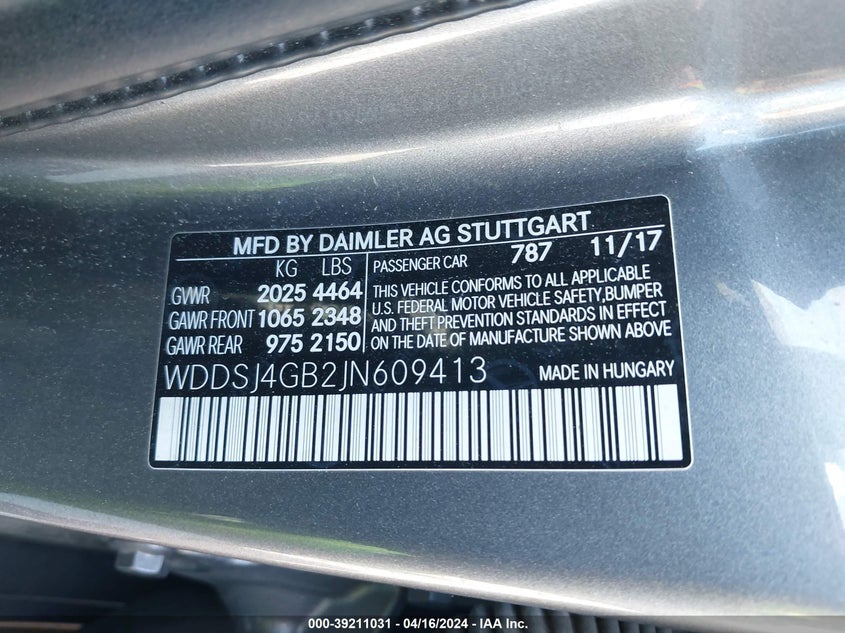 MFD BY DAIMLER AG STUTTGART
KG LBS
GVWR 2025 4464
GAWR FRONT 1065 2348
GAWR REAR 975 2150
PASSENGER CAR 787 11/17
THIS VEHICLE CONFORMS TO ALL APPLICABLE
U.S. FEDERAL MOTOR VEHICLE SAFETY,BUMPER
AND THEFT PREVENTION STANDARDS IN EFFECT
ON THE DATE OF MANUFACTURE SHOWN ABOVE
WDDSJ4GB2JN609413 MADE IN HUNGARY
000-39211031 - 04/16/2024 - IAA Inc.